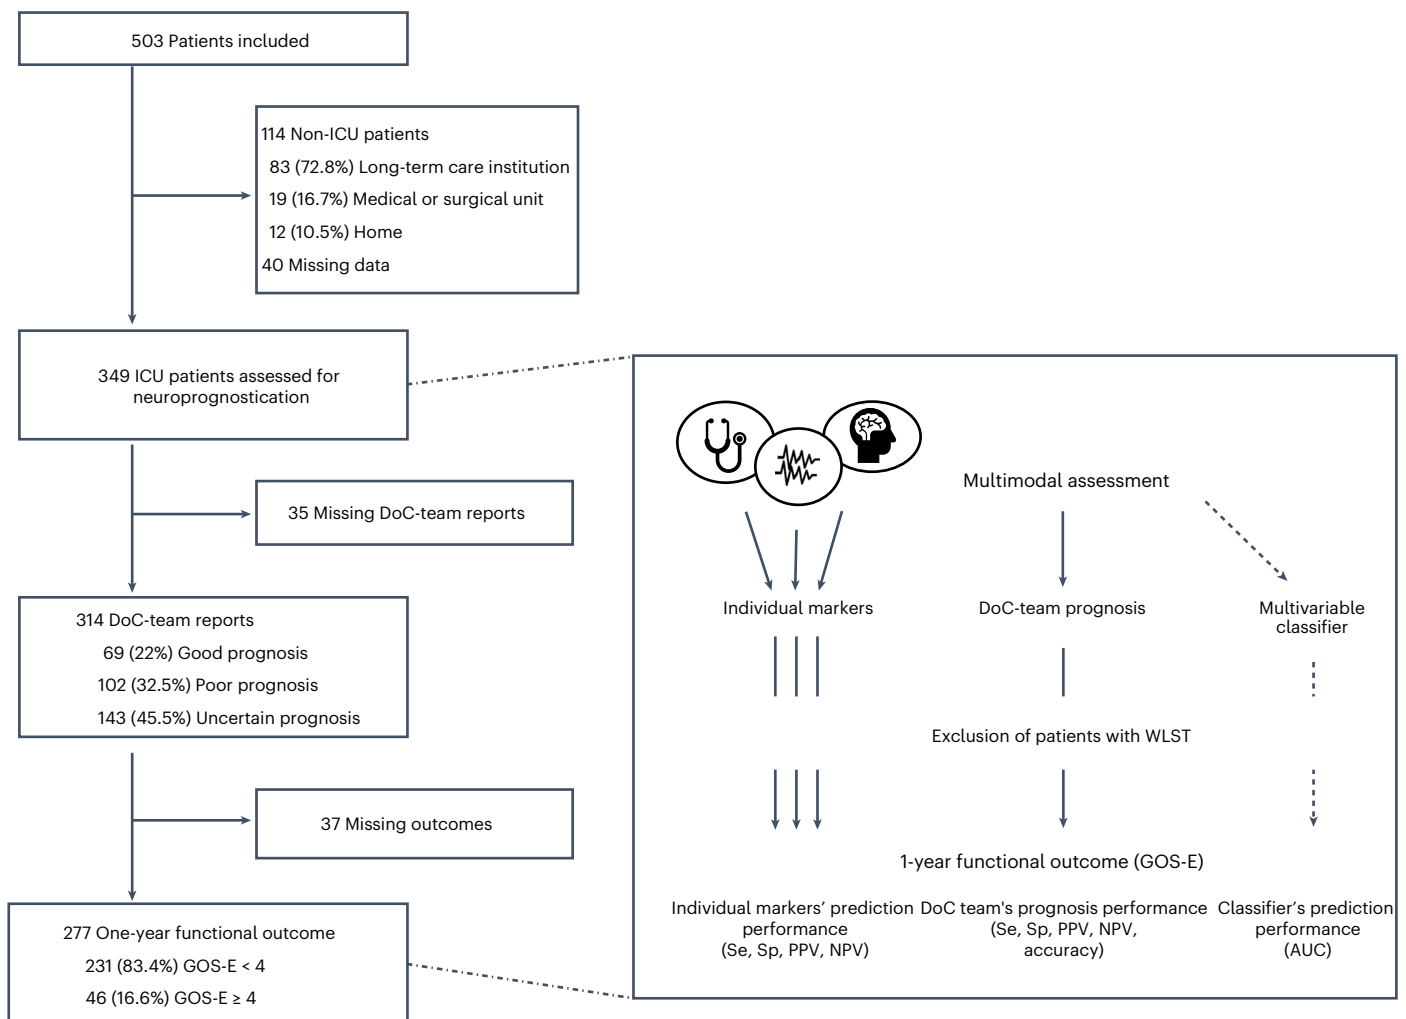 503 Patients included
114 Non-ICU patients
83 (72.8%) Long-term care institution
19 (16.7%) Medical or surgical unit
12 (10.5%) Home
40 Missing data
349 ICU patients assessed for
neuroprognostication
35 Missing DoC-team reports
314 DoC-team reports
69 (22%) Good prognosis
102 (32.5%) Poor prognosis
143 (45.5%) Uncertain prognosis
37 Missing outcomes
277 One-year functional outcome
231 (83.4%) GOS-E < 4
46 (16.6%) GOS-E ≥ 4
Multimodal assessment
Individual markers
DoC-team prognosis
Multivariable
classifier
Exclusion of patients with WLST
1-year functional outcome (GOS-E)
Individual markers’ prediction
performance
(Se, Sp, PPV, NPV)
DoC team's prognosis performance
(Se, Sp, PPV, NPV,
accuracy)
Classifier’s prediction
performance
(AUC)